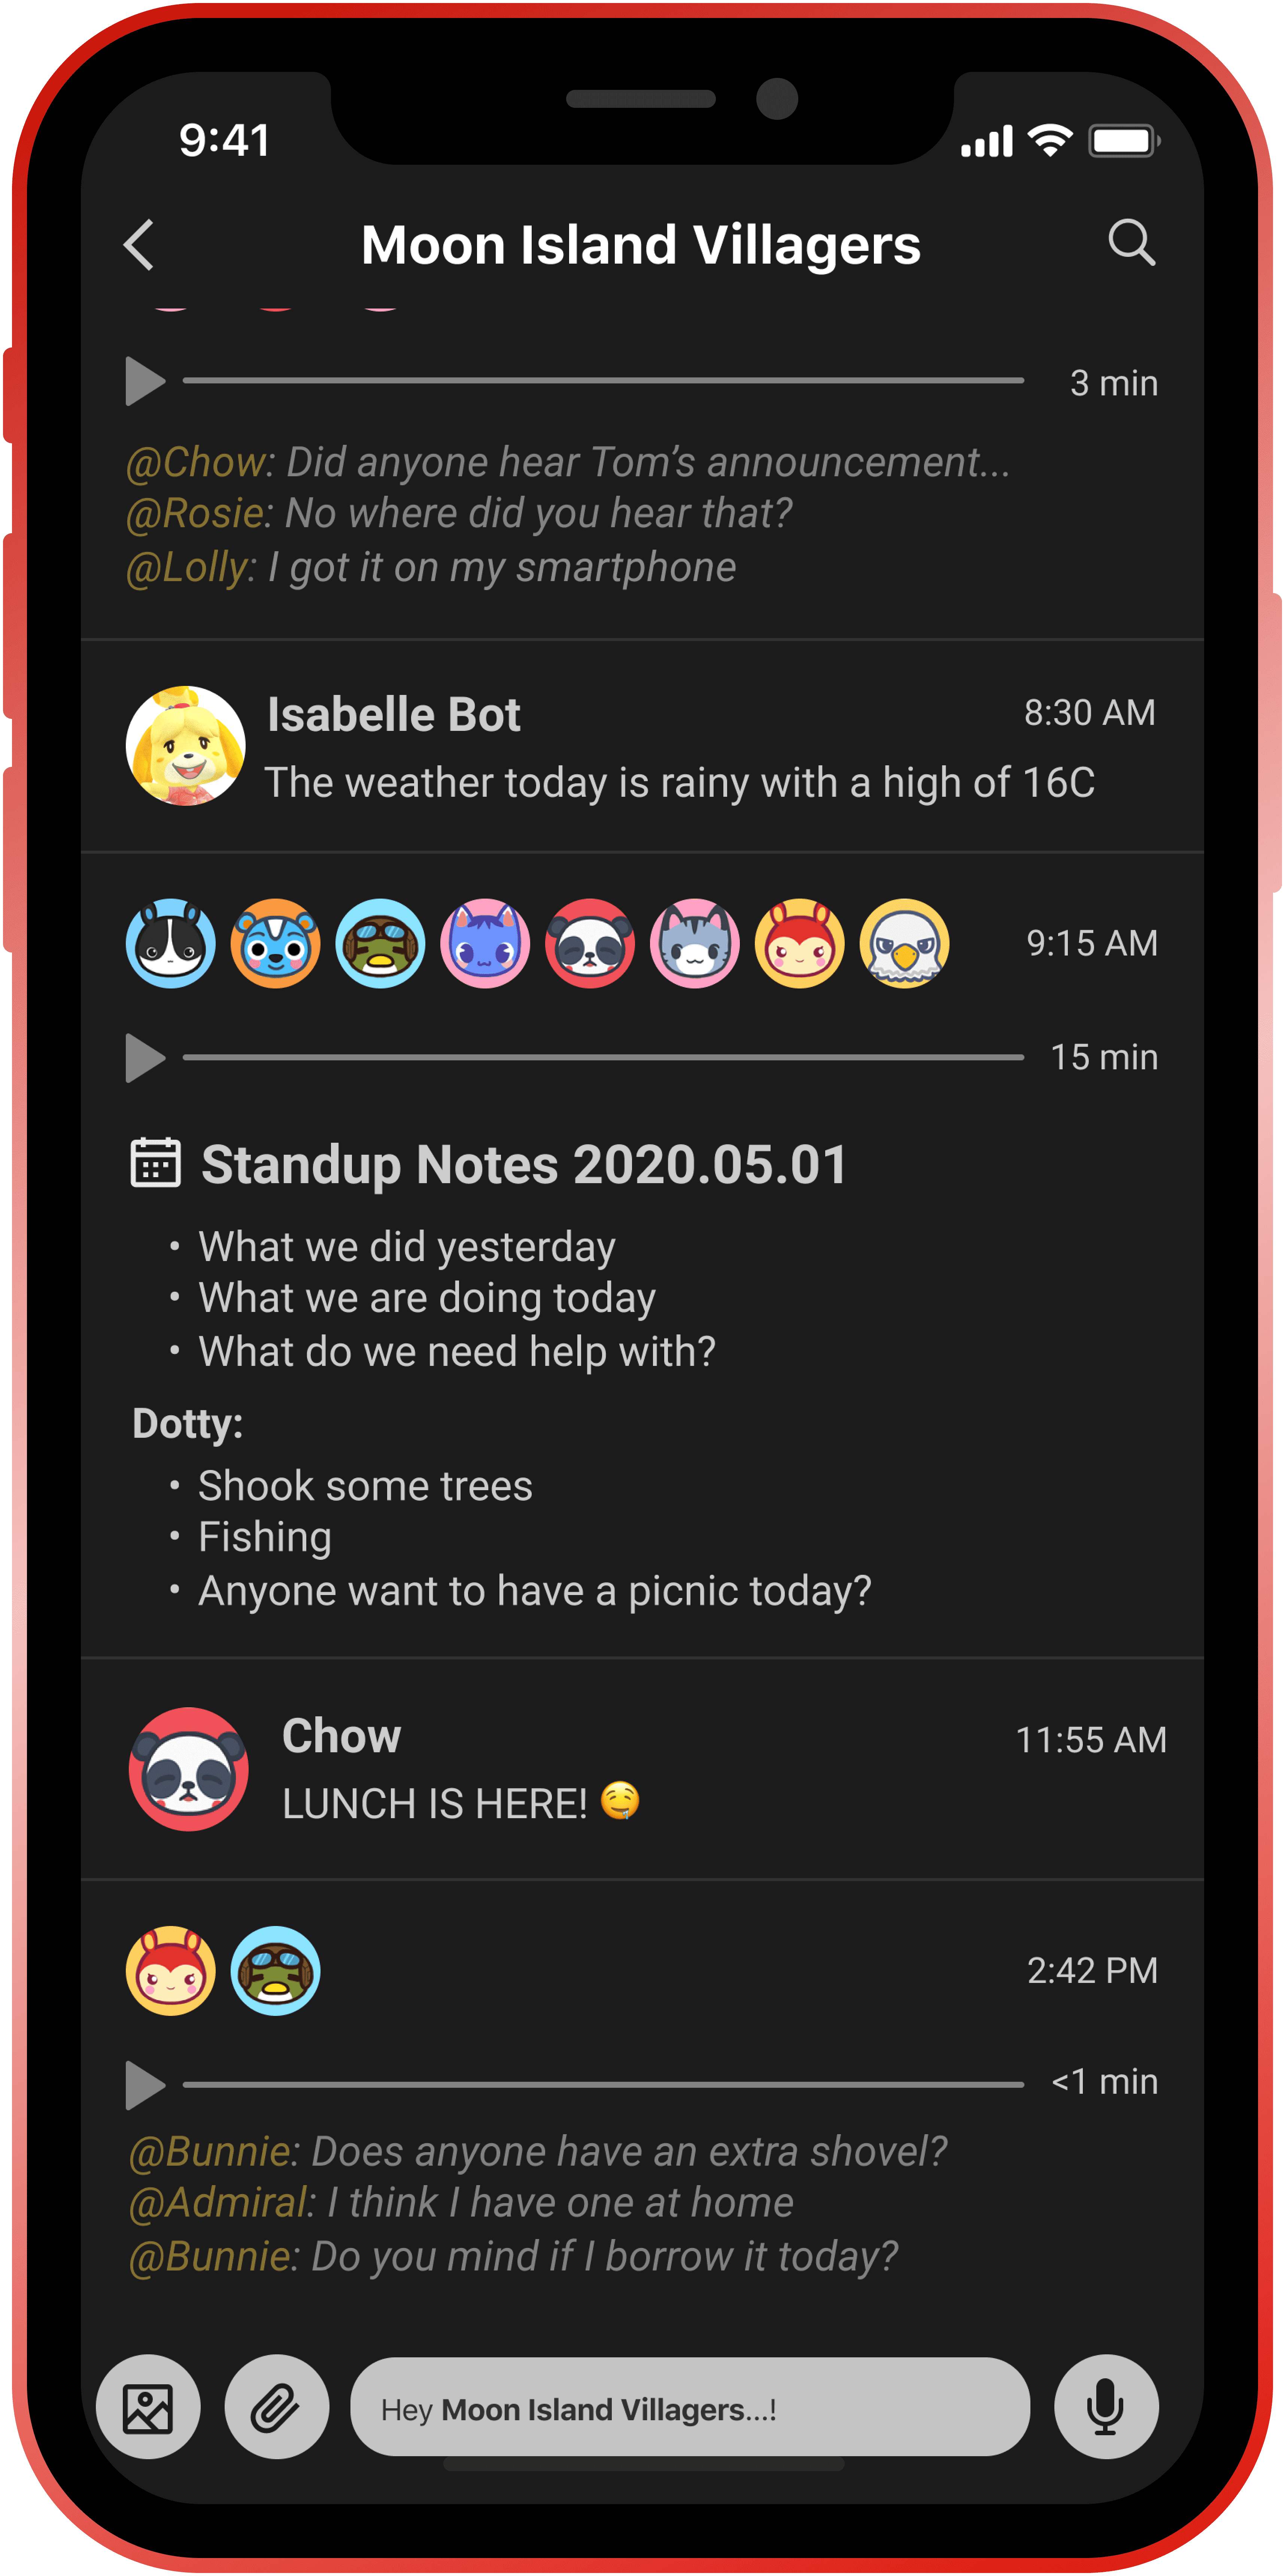 9:41
Moon Island Villagers
3 min
@Chow: Did anyone hear Tom’s announcement...
@Rosie: No where did you hear that?
@Lolly: I got it on my smartphone
Isabelle Bot
8:30 AM
The weather today is rainy with a high of 16C
9:15 AM
15 min
Standup Notes 2020.05.01
• What we did yesterday
• What we are doing today
• What do we need help with?
Dotty:
• Shook some trees
• Fishing
• Anyone want to have a picnic today?
Chow
11:55 AM
LUNCH IS HERE! 🤤
2:42 PM
<1 min
@Bunnie: Does anyone have an extra shovel?
@Admiral: I think I have one at home
@Bunnie: Do you mind if I borrow it today?
Hey Moon Island Villagers...!